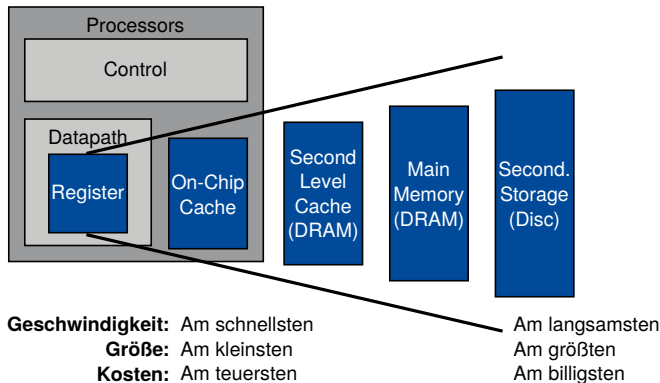 Processors
Control
Datapath
Register
On-Chip
Cache
Second
Level
Cache
(DRAM)
Main
Memory
(DRAM)
Second.
Storage
(Disc)
Geschwindigkeit: Am schnellsten Am langsamsten
Größe: Am kleinsten Am größten
Kosten: Am teuersten Am billigsten